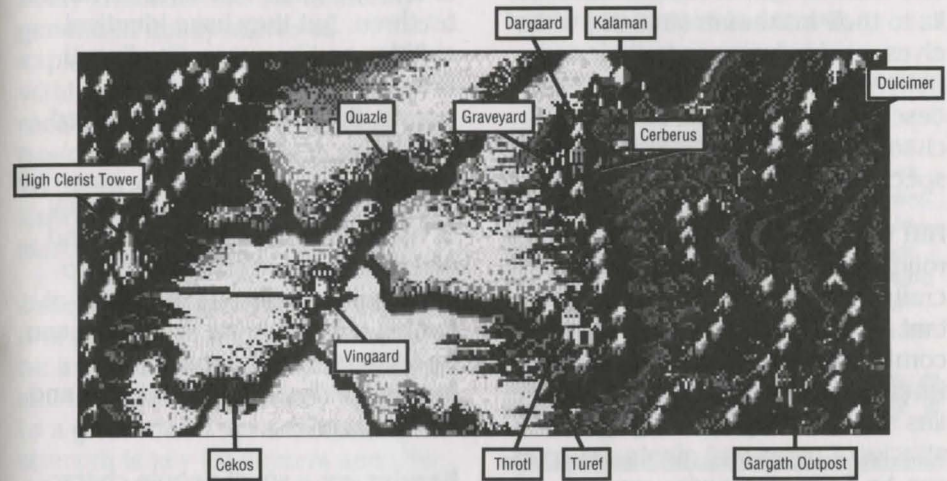 Dargaard
Kalaman
Dulcimer
Quazle
Graveyard
Cerberus
High Clerist Tower
Vingaard
Cekos
Throtl
Turef
Gargath Outpost